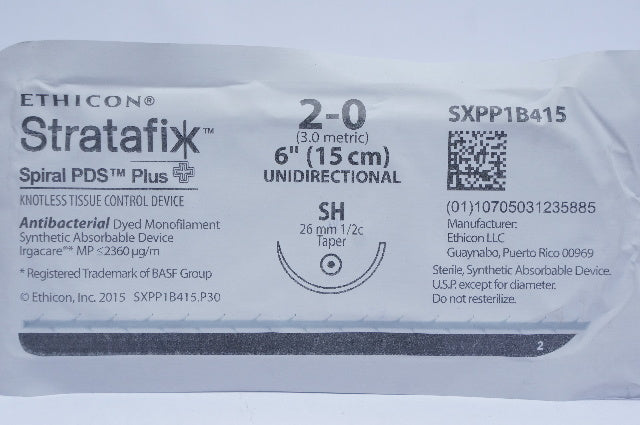 ETHICON®
Stratafix™
Spiral PDS™ Plus
KNOTLESS TISSUE CONTROL DEVICE
Antibacterial Dyed Monofilament
Synthetic Absorbable Device
Irgacare®* MP ≤2360 µg/m
* Registered Trademark of BASF Group
© Ethicon, Inc. 2015 SXPP1B415.P30
2-0
(3.0 metric)
6" (15 cm)
UNIDIRECTIONAL
SH
26 mm 1/2c
Taper
SXPP1B415
(01)10705031235885
Manufacturer:
Ethicon LLC
Guaynabo, Puerto Rico 00969
Sterile, Synthetic Absorbable Device.
U.S.P. except for diameter.
Do not resterilize.
2